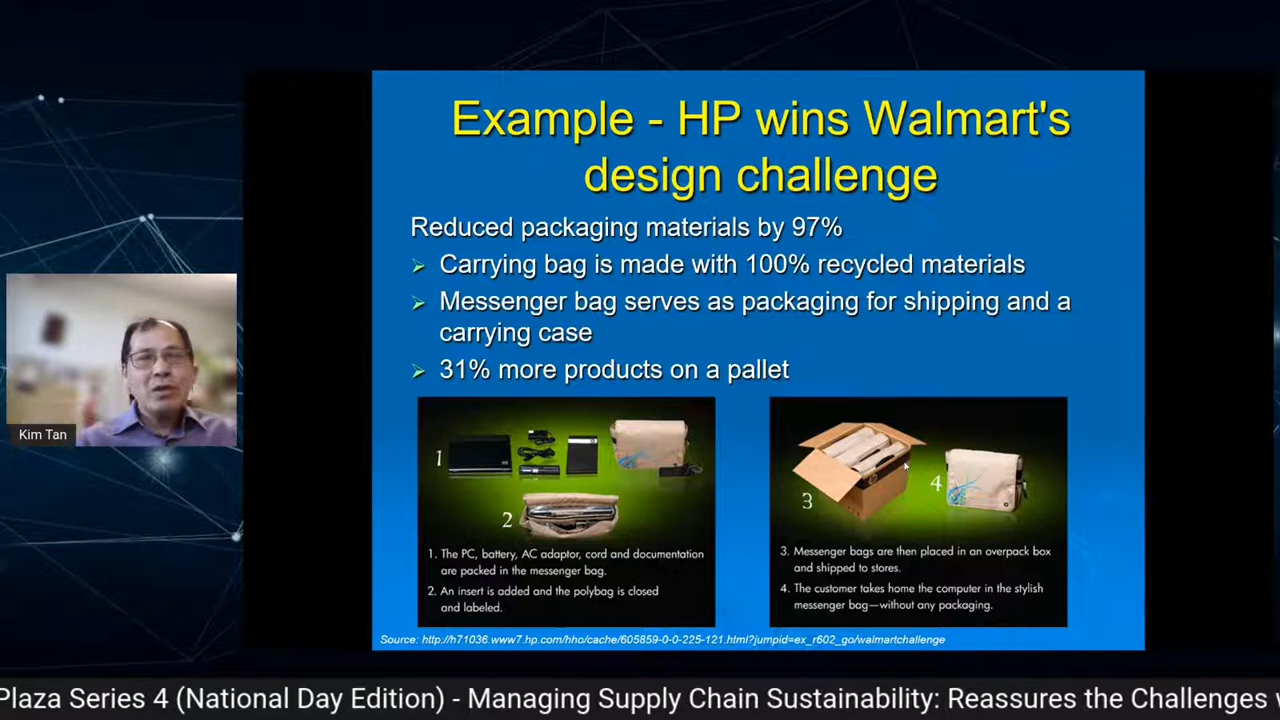 Example - HP wins Walmart's
design challenge
Reduced packaging materials by 97%
Carrying bag is made with 100% recycled materials
Messenger bag serves as packaging for shipping and a
carrying case
31% more products on a pallet
1
2
1. The PC, battery, AC adaptor, cord and documentation
are packed in the messenger bag.
2. An insert is added and the polybag is closed
and labeled.
3
4
3. Messenger bags are then placed in an overpack box
and shipped to stores.
4. The customer takes home the computer in the stylish
messenger bag—without any packaging.
Source: http://h71036.www7.hp.com/hho/cache/605859-0-0-225-121.html?jumpid=ex_r602_go/walmartchallenge
Kim Tan
Plaza Series 4 (National Day Edition) - Managing Supply Chain Sustainability: Reassures the Challenges